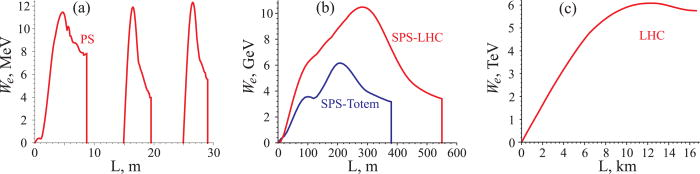 (a)
PS
We, MeV
12
10
8
6
4
2
0
0 10 20 30
L, m
(b)
SPS-LHC
SPS-Totem
We, GeV
10
8
6
4
2
0
0 100 200 300 400 500 600
L, m
(c)
LHC
We, TeV
6
5
4
3
2
1
0
0 2 4 6 8 10 12 14 16
L, km